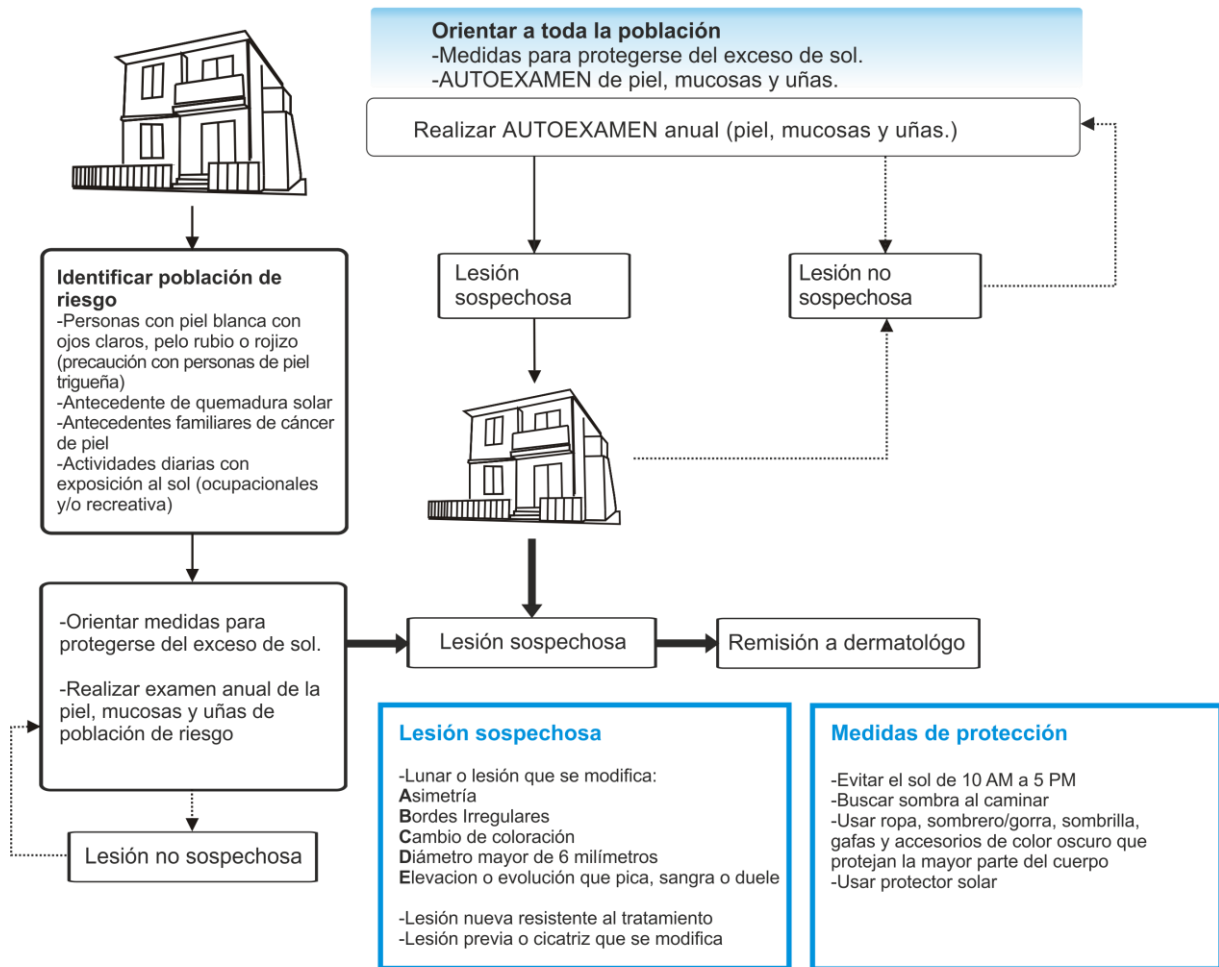 Orientar a toda la población
-Medidas para protegerse del exceso de sol.
-AUTOEXAMEN de piel, mucosas y uñas.
Realizar AUTOEXAMEN anual (piel, mucosas y uñas.)
Identificar población de
riesgo
-Personas con piel blanca con
ojos claros, pelo rubio o rojizo
(precaución con personas de piel
trigueña)
-Antecedente de quemadura solar
-Antecedentes familiares de cáncer
de piel
-Actividades diarias con
exposición al sol (ocupacionales
y/o recreativa)
Lesión
sospechosa
Lesión no
sospechosa
-Orientar medidas para
protegerse del exceso de sol.
-Realizar examen anual de la
piel, mucosas y uñas de
población de riesgo
Lesión sospechosa
Remisión a dermatológo
Lesión no sospechosa
Lesión sospechosa
-Lunar o lesión que se modifica:
Asimetría
Bordes Irregulares
Cambio de coloración
Diámetro mayor de 6 milímetros
Elevacion o evolución que pica, sangra o duele
-Lesión nueva resistente al tratamiento
-Lesión previa o cicatriz que se modifica
Medidas de protección
-Evitar el sol de 10 AM a 5 PM
-Buscar sombra al caminar
-Usar ropa, sombrero/gorra, sombrilla,
gafas y accesorios de color oscuro que
protejan la mayor parte del cuerpo
-Usar protector solar